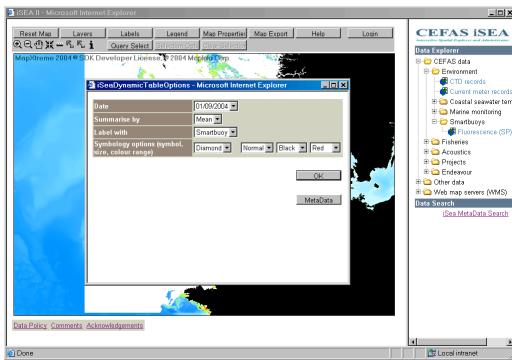 iSEA II - Microsoft Internet Explorer
Reset Map Layers Labels Legend Map Properties Map Export Help Login
Query Select Selection Opts Clear Selection
MapXtreme 2004 ® SDK Developer License. © 2004 MapInfo Corp.
iSeaDynamicTableOptions - Microsoft Internet Explorer
Date 01/09/2004
Summarise by Mean
Label with Smartbuoy
Symbology options (symbol, size, colour range) Diamond Normal Black Red
OK
MetaData
Data Policy Comments Acknowledgements
CEFAS iSEA
Data Explorer
CEFAS data
Environment
CTD records
Current meter records
Coastal seawater tem
Marine monitoring
Smartbuoys
Fluorescence (SP)
Fisheries
Acoustics
Projects
Endeavour
Other data
Web map servers (WMS)
Data Search
iSea MetaData Search
Done Local intranet